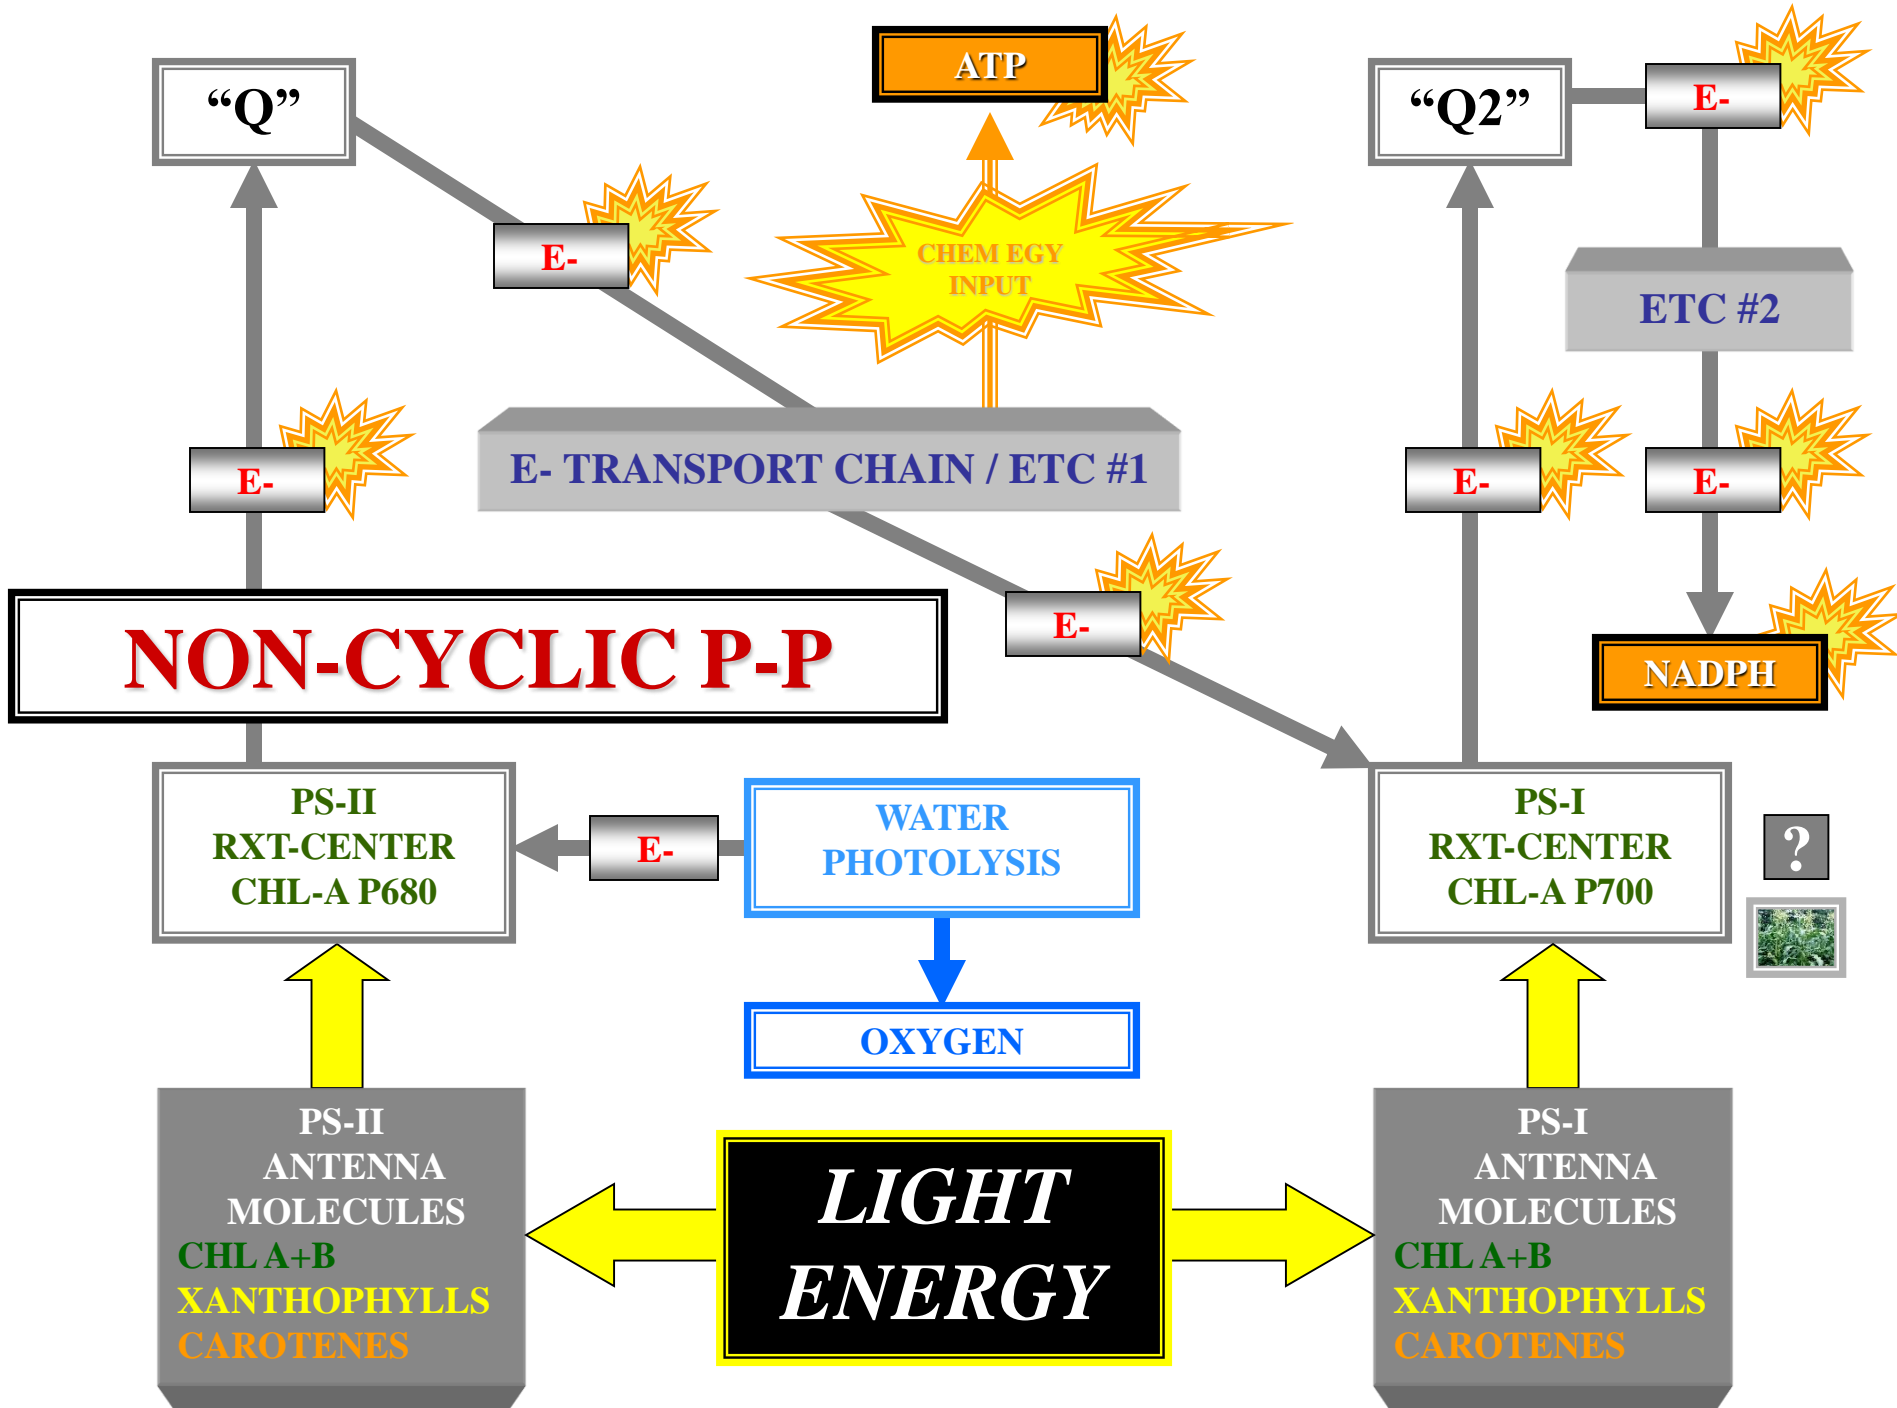 “Q”
ATP
“Q2”
E-
E-
CHEM EGY
INPUT
ETC #2
E-
E- TRANSPORT CHAIN / ETC #1
E-
E-
E-
NON-CYCLIC P-P
NADPH
PS-II
RXT-CENTER
CHL-A P680
E-
WATER
PHOTOLYSIS
PS-I
RXT-CENTER
CHL-A P700
?
OXYGEN
PS-II
ANTENNA
MOLECULES
CHL A+B
XANTHOPHYLLS
CAROTENES
LIGHT
ENERGY
PS-I
ANTENNA
MOLECULES
CHL A+B
XANTHOPHYLLS
CAROTENES